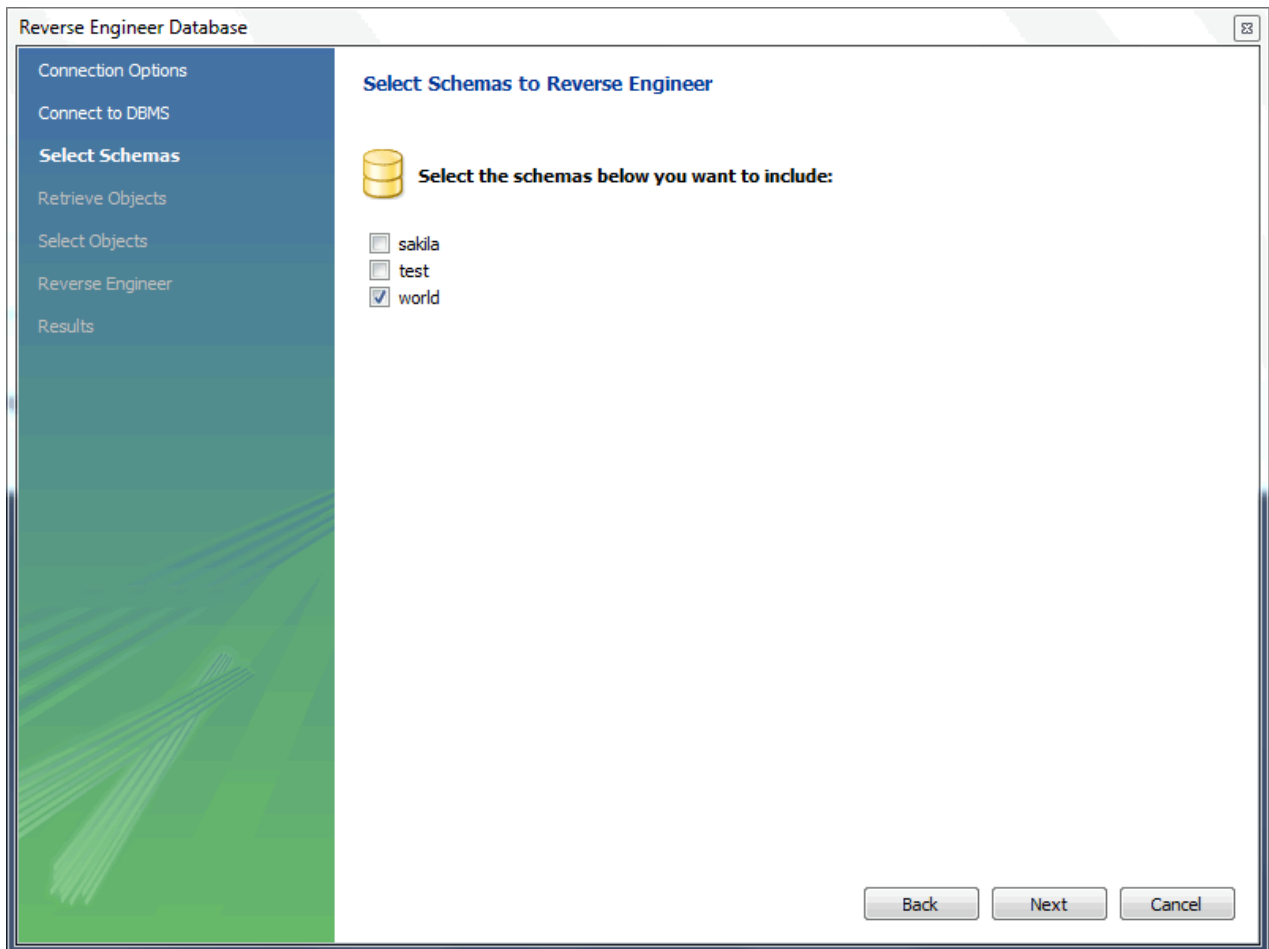 Reverse Engineer Database
Connection Options
Connect to DBMS
Select Schemas
Retrieve Objects
Select Objects
Reverse Engineer
Results
Select Schemas to Reverse Engineer
Select the schemas below you want to include:
sakila
test
world
Back
Next
Cancel